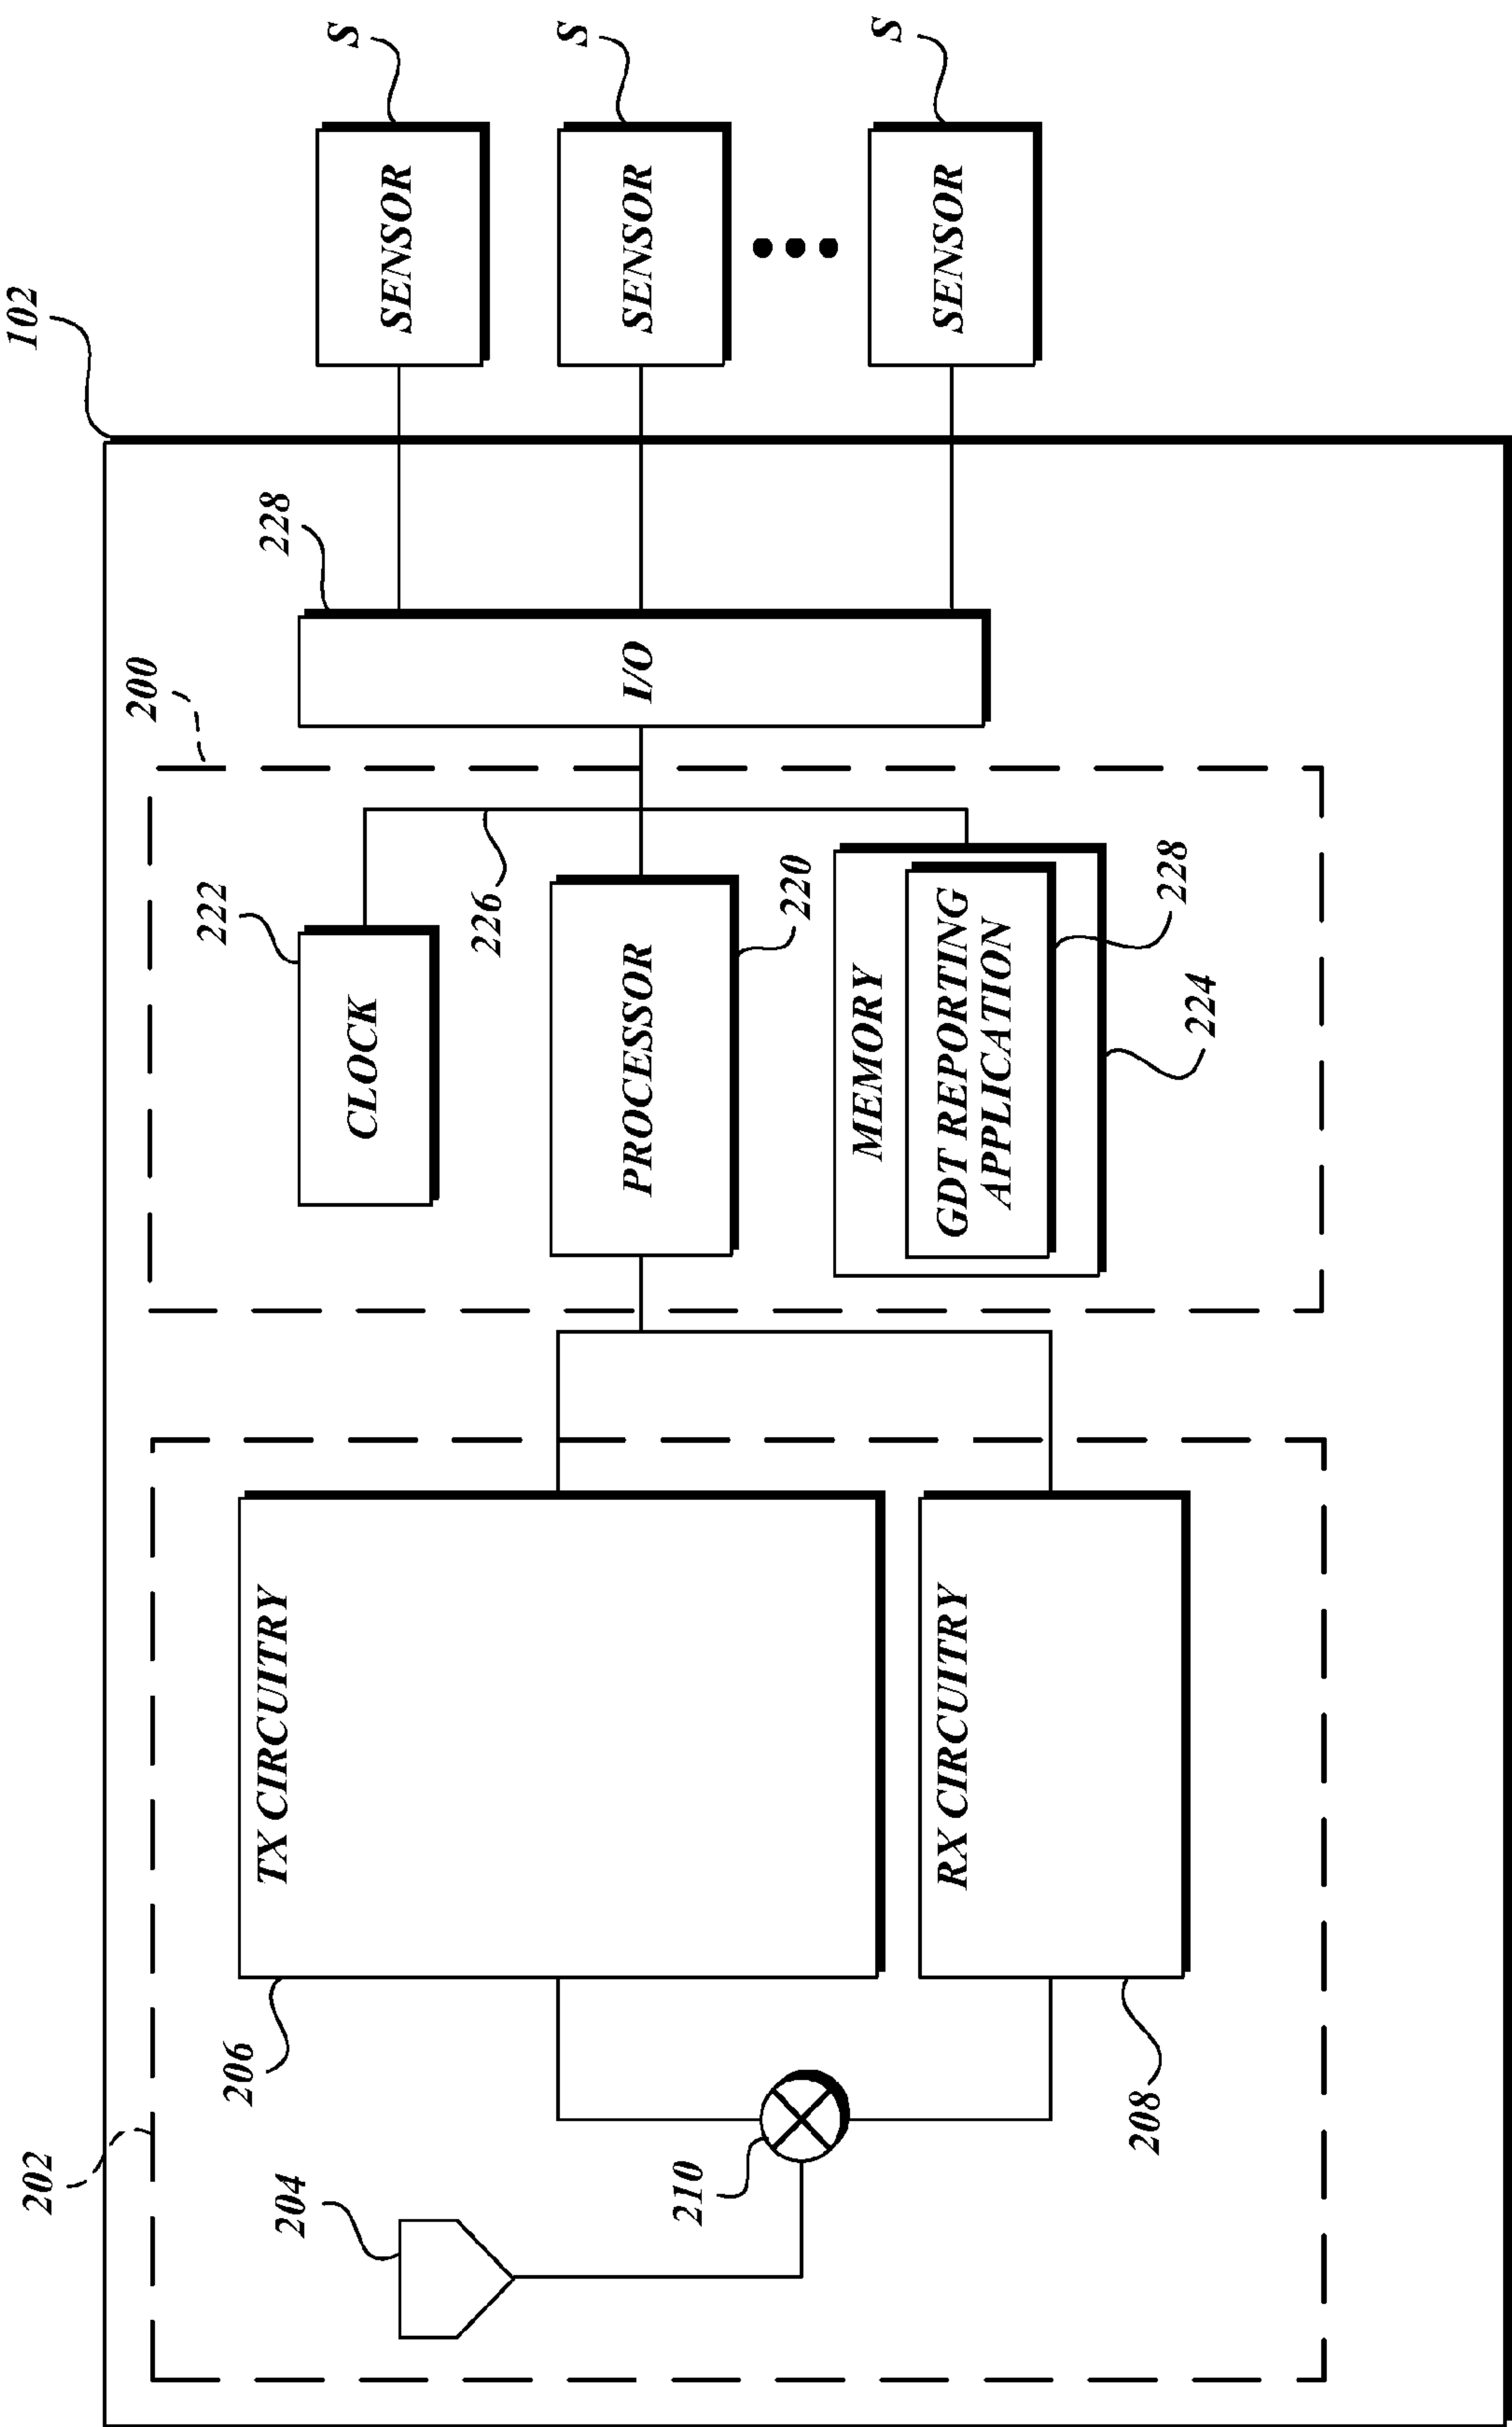 102
202
200
222
206
TX CIRCUITRY
228
204
S
CLOCK
SENSOR
226
S
PROCESSOR
I/O
SENSOR
210
220
MEMORY
S
RX CIRCUITRY
GDT REPORTING
APPLICATION
SENSOR
208
228
224